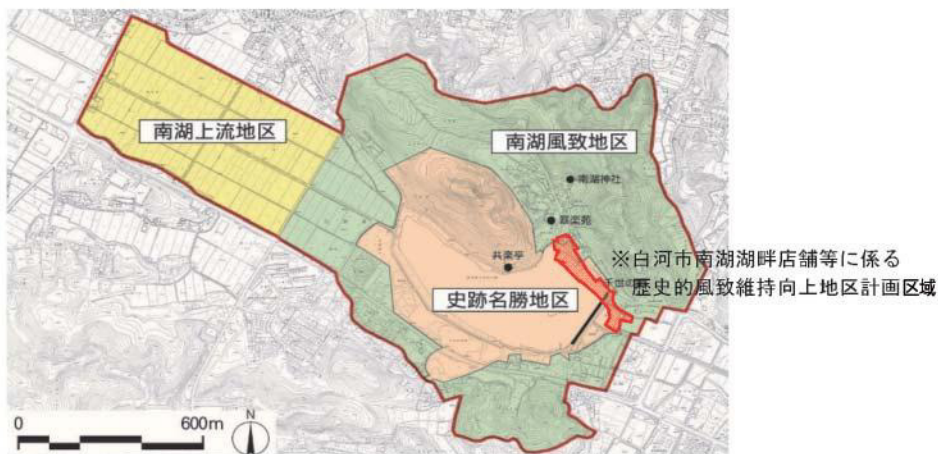 南湖上流地区
南湖風致地区
南湖神社
翠楽苑
共楽亭
※白河市南湖湖畔店舗等に係る
歴史的風致維持向上地区計画区域
史跡名勝地区
0 600m
N